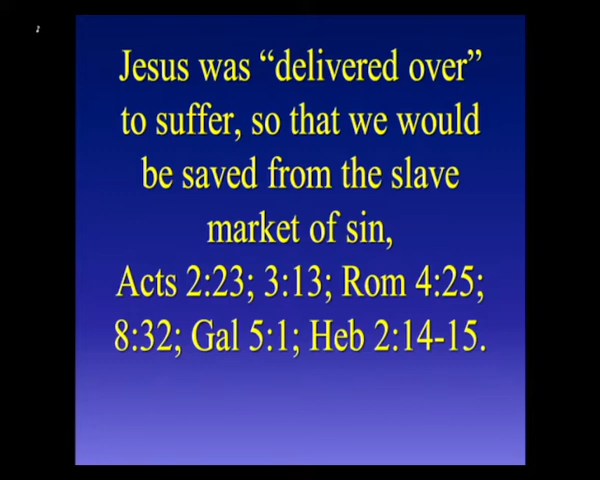 Jesus was “delivered over”
to suffer, so that we would
be saved from the slave
market of sin,
Acts 2:23; 3:13; Rom 4:25;
8:32; Gal 5:1; Heb 2:14-15.